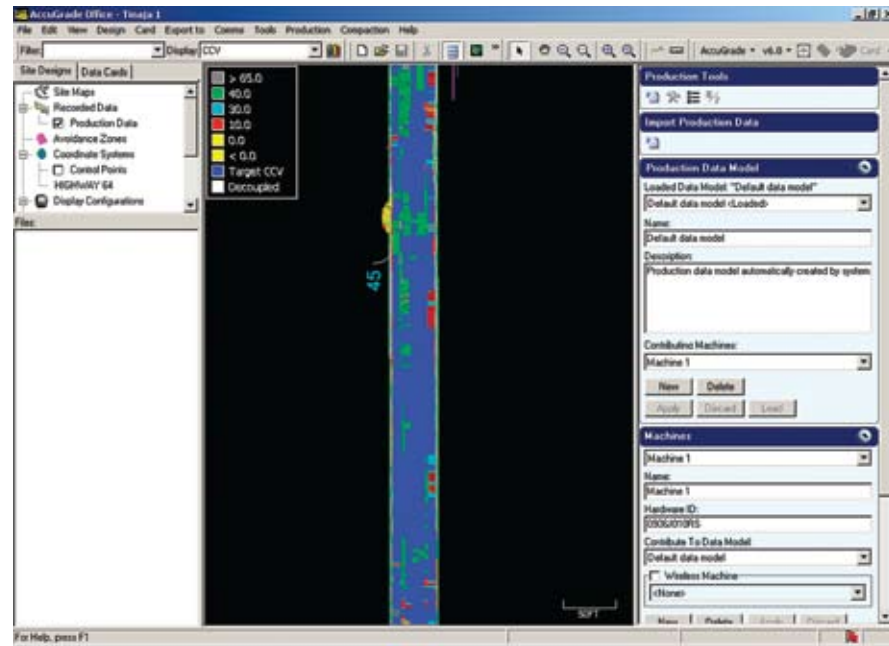 AccuGrade Office - Tinaja 1
File Edit View Design Card Export to Comms Tools Production Compaction Help
Filter: Display: CCV AccuGrade v6.0
Site Designs Data Cards
Site Maps
Recorded Data
Production Data
Avoidance Zones
Coordinate Systems
Control Points
HIGHWAY 64
Display Configurations
Files:
> 65.0
40.0
30.0
10.0
0.0
< 0.0
Target CCV
Decoupled
45
50FT
Production Tools
Import Production Data
Production Data Model
Loaded Data Model: "Default data model"
Default data model <Loaded>
Name:
Default data model
Description:
Production data model automatically created by system
Contributing Machines:
Machine 1
New Delete
Apply Discard Load
Machines
Machine 1
Name:
Machine 1
Hardware ID:
Contribute To Data Model
Default data model
Wireless Machine
<None>
New Delete Apply Discard
For Help, press F1